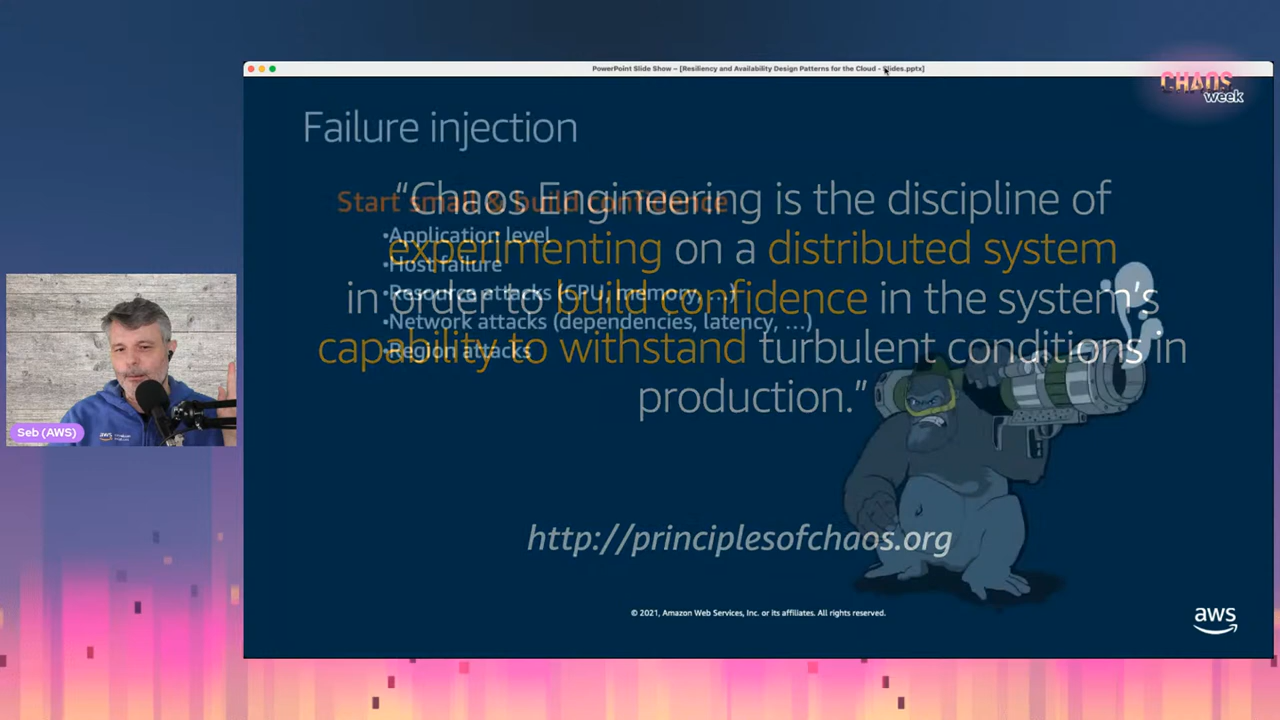 PowerPoint Slide Show – [Resiliency and Availability Design Patterns for the Cloud - Slides.pptx]
CHAOS
week
Failure injection
Start small & build confidence
•Application level
•Host failure
•Resource attacks (CPU, memory, …)
•Network attacks (dependencies, latency, …)
•Region attacks
“Chaos Engineering is the discipline of
experimenting on a distributed system
in order to build confidence in the system's
capability to withstand turbulent conditions in
production.”
http://principlesofchaos.org
© 2021, Amazon Web Services, Inc. or its affiliates. All rights reserved.
aws
aws
Seb (AWS)